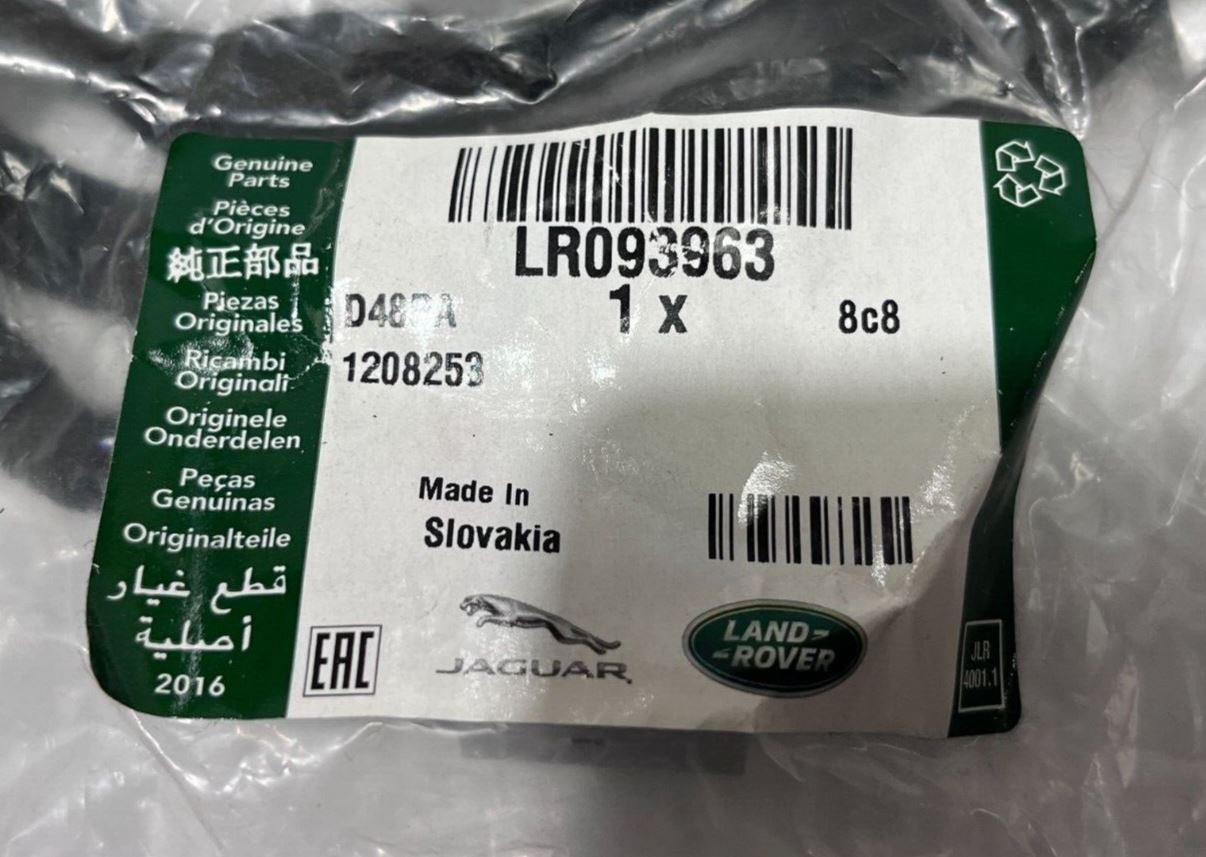 Genuine
Parts
Pièces
d'Origine
純正部品
Piezas
Originales
Ricambi
Originali
Originele
Onderdelen
Peças
Genuinas
Originalteile
قطع غيار
أصلية
2016
LR093963
1 x
8c8
1208253
Made In
Slovakia
EAC
JAGUAR
LAND-
-ROVER
JLR
4001.1